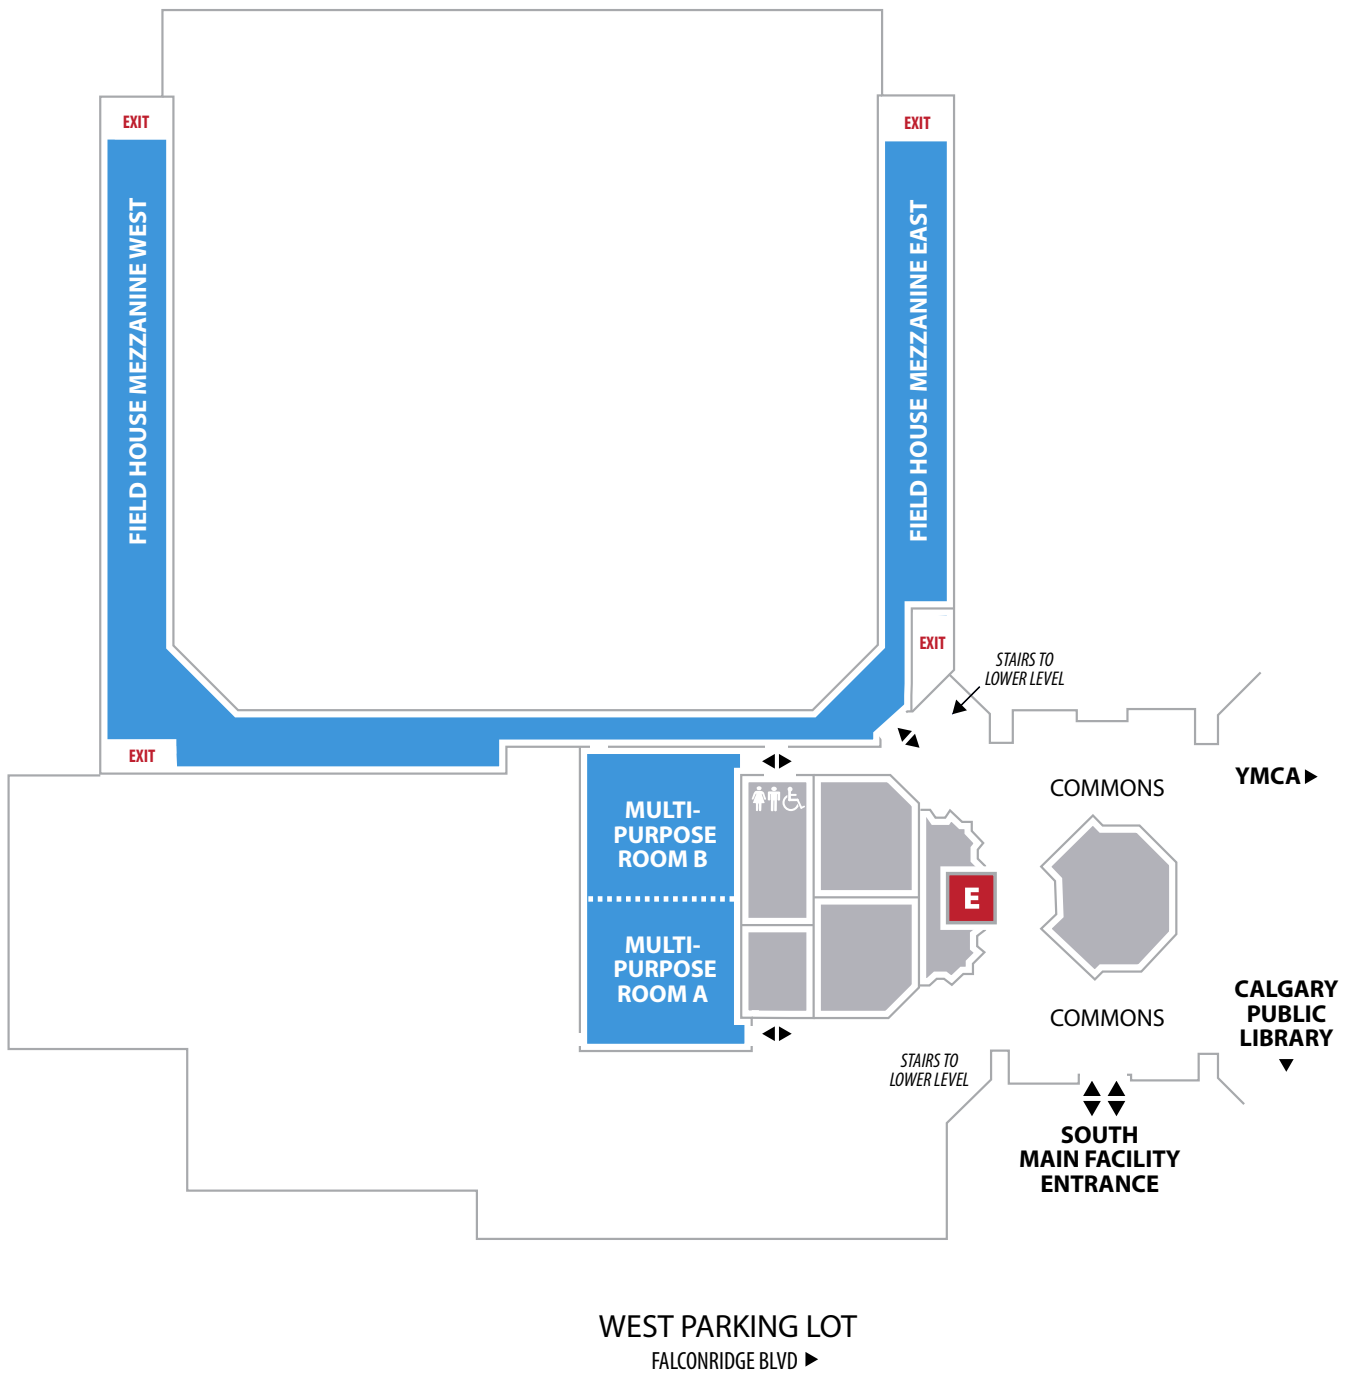 EXIT
EXIT
FIELD HOUSE MEZZANINE WEST
FIELD HOUSE MEZZANINE EAST
EXIT
STAIRS TO
LOWER LEVEL
EXIT
YMCA
COMMONS
MULTI-
PURPOSE
ROOM B
E
MULTI-
PURPOSE
ROOM A
CALGARY
PUBLIC
LIBRARY
COMMONS
STAIRS TO
LOWER LEVEL
SOUTH
MAIN FACILITY
ENTRANCE
WEST PARKING LOT
FALCONRIDGE BLVD